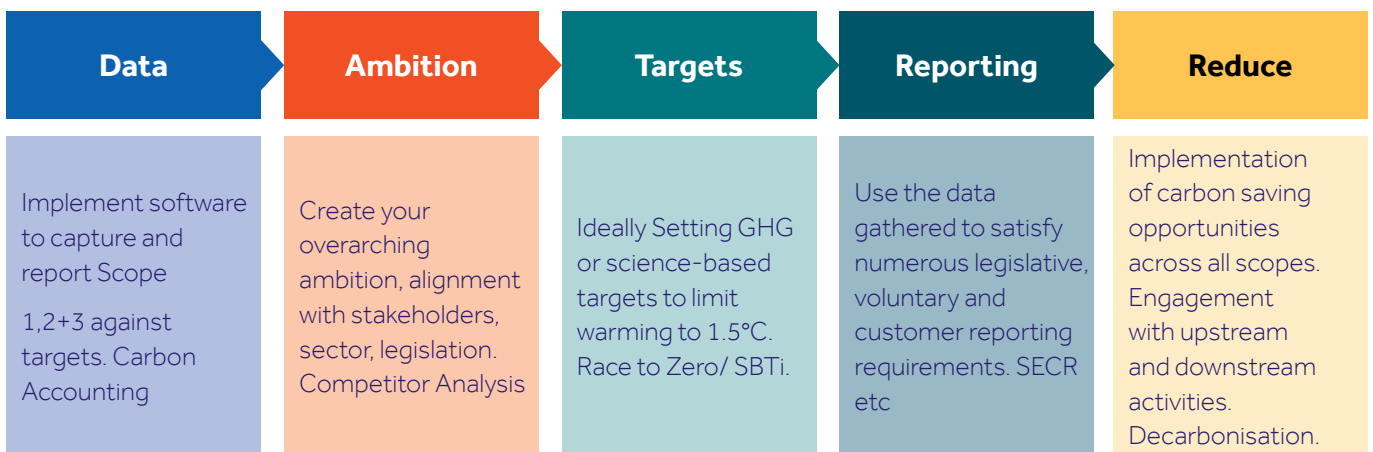 Data
Ambition
Targets
Reporting
Reduce
Implement software
to capture and
report Scope
1,2+3 against
targets. Carbon
Accounting
Create your
overarching
ambition, alignment
with stakeholders,
sector, legislation.
Competitor Analysis
Ideally Setting GHG
or science-based
targets to limit
warming to 1.5°C.
Race to Zero/ SBTi.
Use the data
gathered to satisfy
numerous legislative,
voluntary and
customer reporting
requirements. SECR
etc
Implementation
of carbon saving
opportunities
across all scopes.
Engagement
with upstream
and downstream
activities.
Decarbonisation.